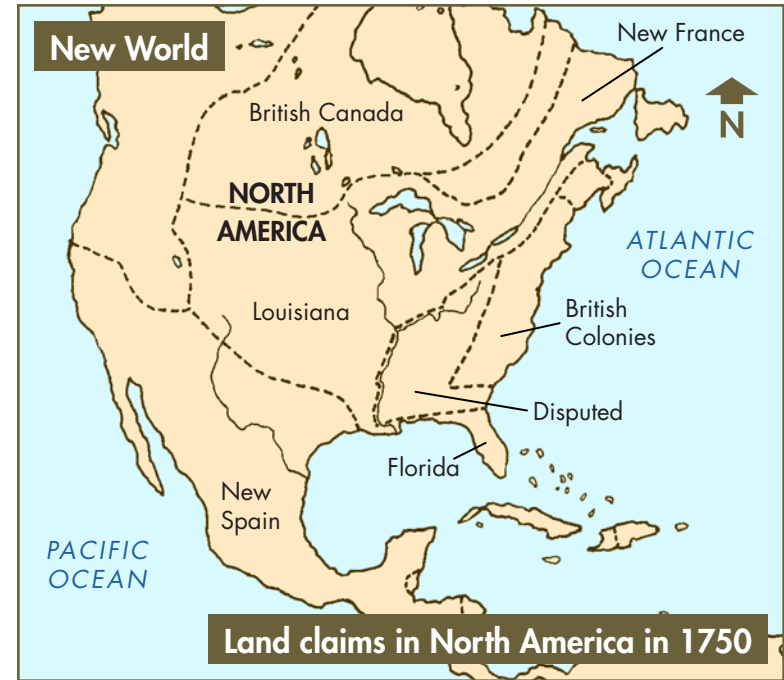 New World
New France
British Canada
N
NORTH
AMERICA
ATLANTIC
OCEAN
Louisiana
British
Colonies
Disputed
Florida
New
Spain
PACIFIC
OCEAN
Land claims in North America in 1750